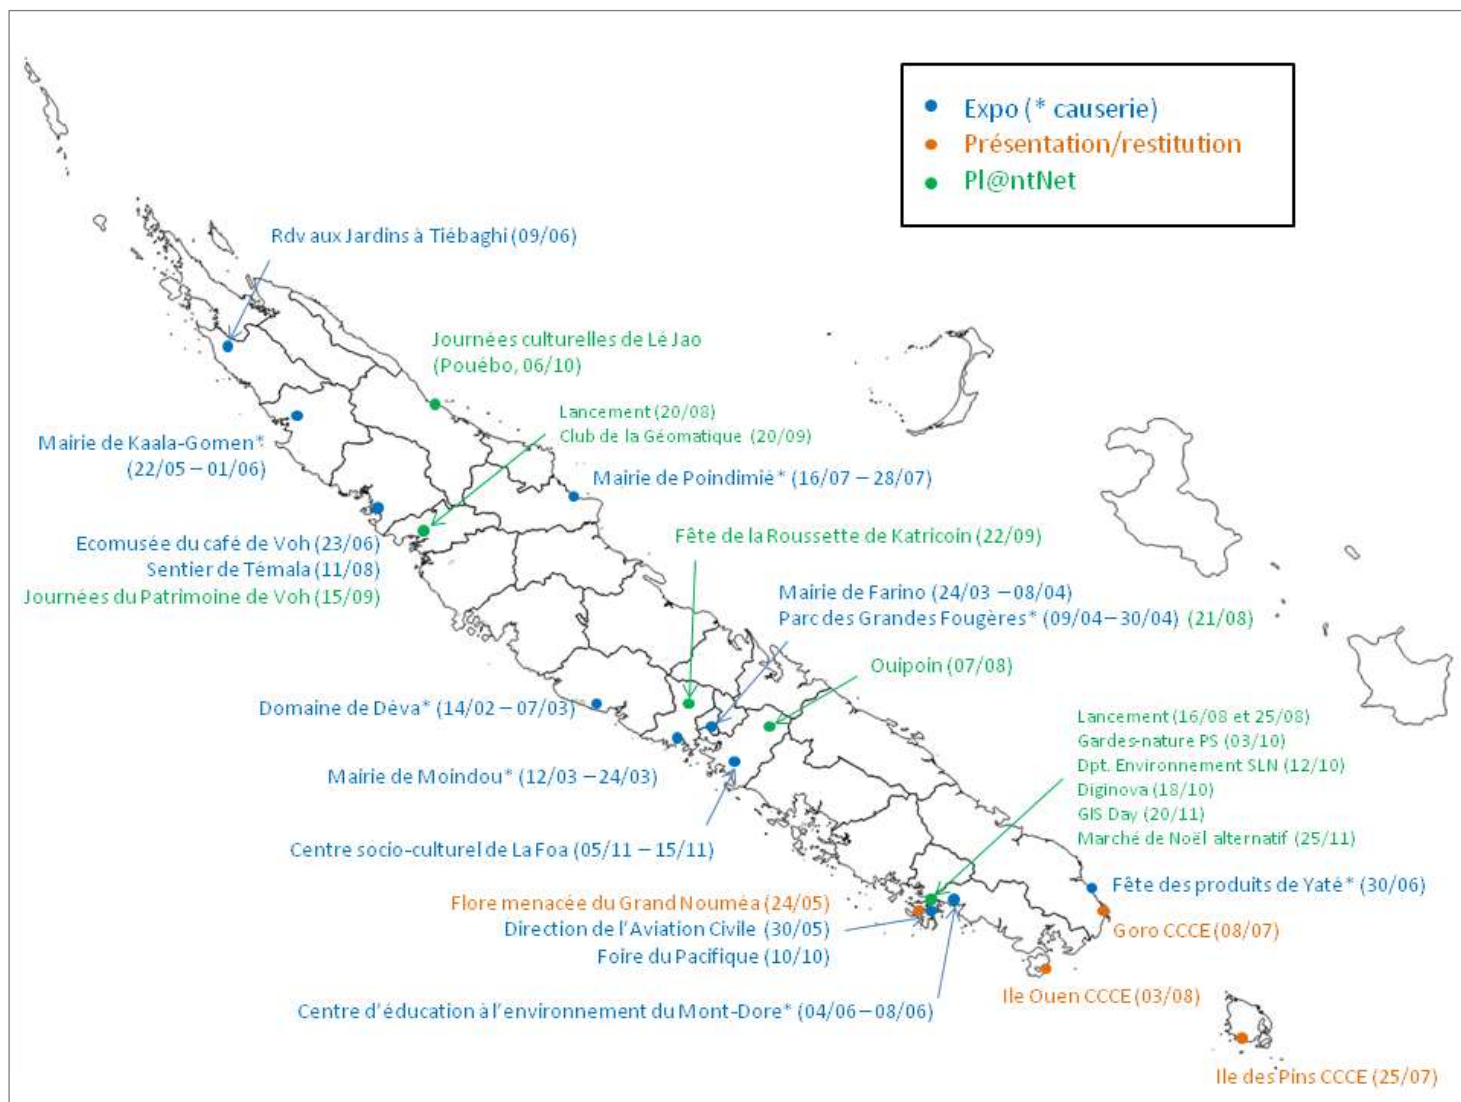 Expo (* causerie)
Présentation/restitution
Pl@ntNet
Rdv aux Jardins à Tiébaghi (09/06)
Journées culturelles de Lé Jao
(Pouébo, 06/10)
Lancement (20/08)
Club de la Géomatique (20/09)
Mairie de Kaala-Gomen*
(22/05 – 01/06)
Mairie de Poindimié* (16/07 – 28/07)
Ecomusée du café de Voh (23/06)
Sentier de Témala (11/08)
Journées du Patrimoine de Voh (15/09)
Fête de la Roussette de Katricoin (22/09)
Mairie de Farino (24/03 – 08/04)
Parc des Grandes Fougères* (09/04 – 30/04) (21/08)
Ouipoin (07/08)
Domaine de Déva* (14/02 – 07/03)
Mairie de Moindou* (12/03 – 24/03)
Centre socio-culturel de La Foa (05/11 – 15/11)
Lancement (16/08 et 25/08)
Gardes-nature PS (03/10)
Dpt. Environnement SLN (12/10)
Diginova (18/10)
GIS Day (20/11)
Marché de Noël alternatif (25/11)
Fête des produits de Yaté* (30/06)
Flore menacée du Grand Nouméa (24/05)
Direction de l'Aviation Civile (30/05)
Foire du Pacifique (10/10)
Goro CCCE (08/07)
Ile Ouen CCCE (03/08)
Centre d'éducation à l'environnement du Mont-Dore* (04/06 – 08/06)
Ile des Pins CCCE (25/07)